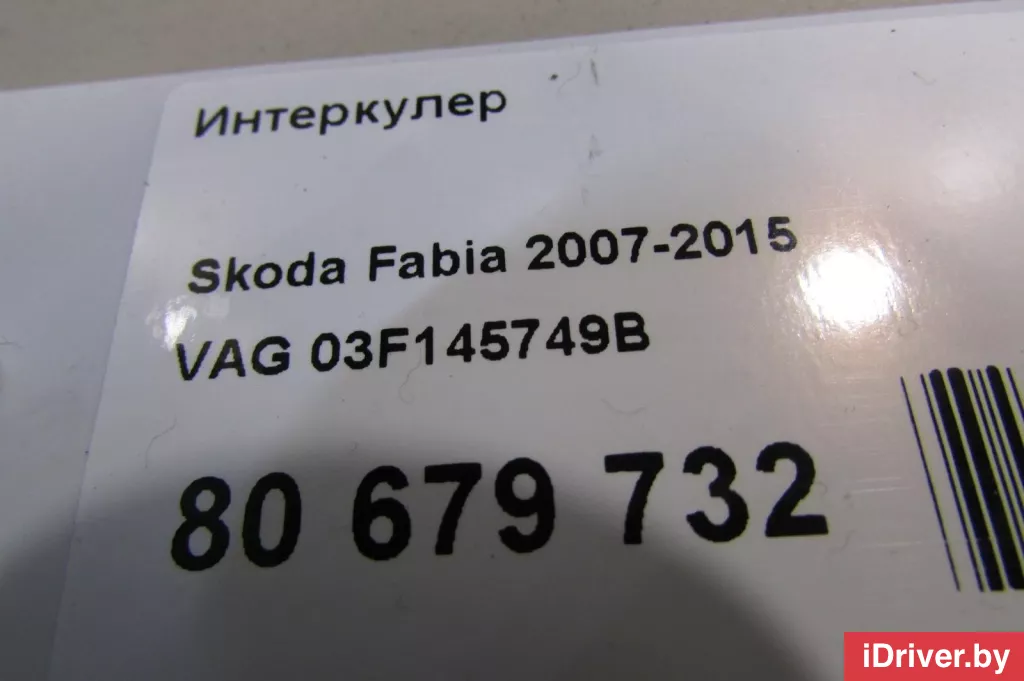 Интеркулер
Skoda Fabia 2007-2015
VAG 03F145749B
80 679 732
iDriver.by